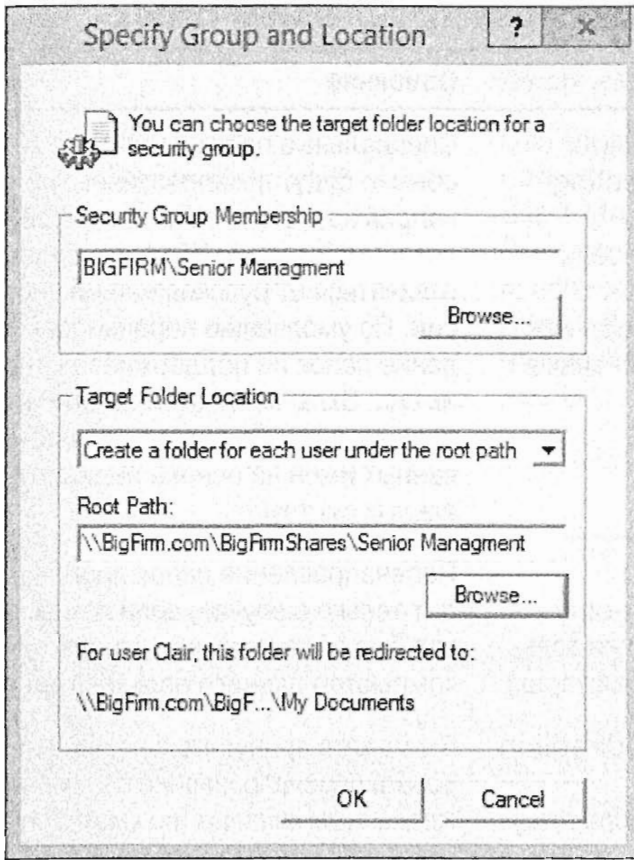 Specify Group and Location
?
x
You can choose the target folder location for a
security group.
Security Group Membership
BIGFIRM\Senior Managment
Browse...
Target Folder Location
Create a folder for each user under the root path
Root Path:
\\BigFirm.com\BigFirmShares\Senior Managment
Browse...
For user Clair, this folder will be redirected to:
\\BigFirm.com\BigF...\My Documents
OK
Cancel